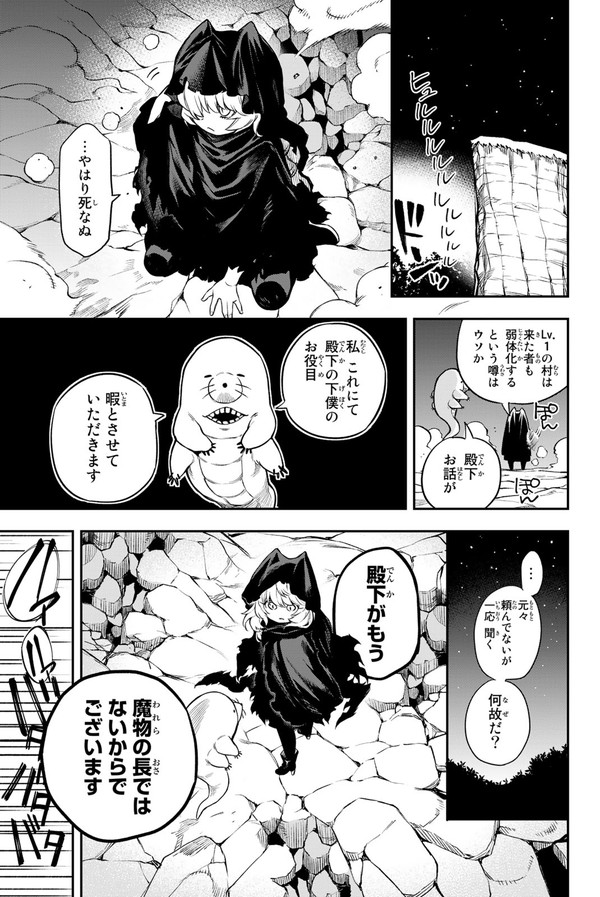 ヒュルルルルルルルル
ドッ
…やはり死なぬ
Lv.1の村は
来た者も
弱体化する
という噂は
ウソか
ぽん
ぽん
殿下
お話が
私 これにて
殿下の下僕の
お役目
暇とさせて
いただきます
…
元々
頼んでないが
一応 聞く
何故だ?
殿下がもう
魔物の長では
ないからで
ございます